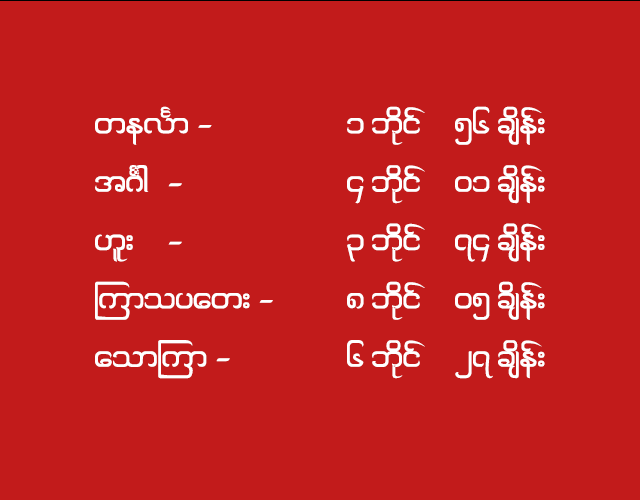 တနင်္လာ - ၁ ဘိုင် ၅၆ ချိန်း
အင်္ဂါ - ၄ ဘိုင် ၀၁ ချိန်း
ဟူး - ၃ ဘိုင် ၇၄ ချိန်း
ကြာသပတေး - ၈ ဘိုင် ၀၅ ချိန်း
သောကြာ - ၆ ဘိုင် ၂၇ ချိန်း